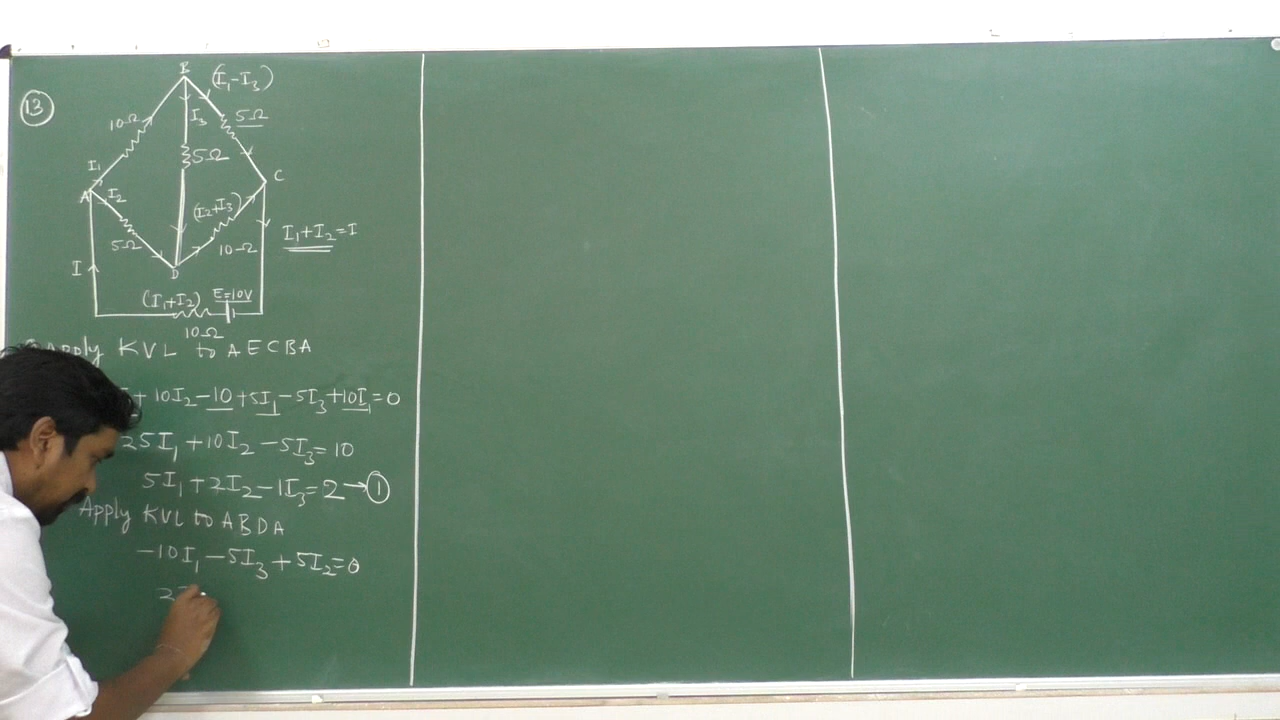 13
B
(I₁-I₃)
10Ω
I₃
5Ω
5Ω
I₁
C
A
I₂
(I₂+I₃)
5Ω
10Ω
I₁+I₂=I
I
D
(I₁+I₂)
E=10V
10Ω
Apply KVL to AECBA
+ 10I₂-10+5I₁-5I₃+10I₁=0
25I₁+10I₂-5I₃=10
5I₁+2I₂-1I₃=2→①
Apply KVL to ABDA
-10I₁-5I₃+5I₂=0
2I